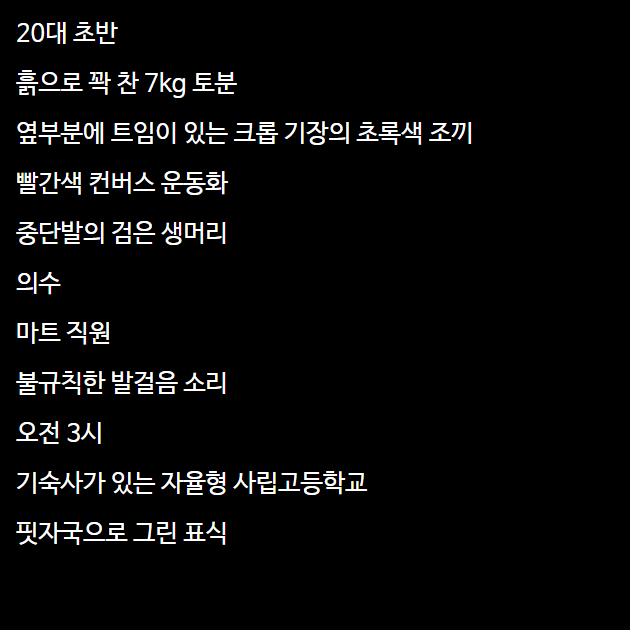 20대 초반
흙으로 꽉 찬 7kg 토분
옆부분에 트임이 있는 크롭 기장의 초록색 조끼
빨간색 컨버스 운동화
중단발의 검은 생머리
의수
마트 직원
불규칙한 발걸음 소리
오전 3시
기숙사가 있는 자율형 사립고등학교
핏자국으로 그린 표식